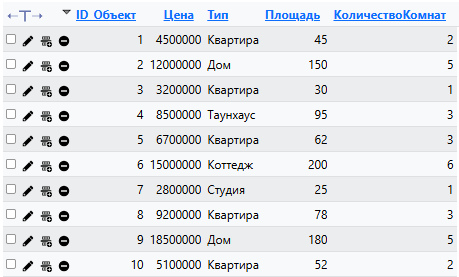 ID_Объект Цена Тип Площадь КоличествоКомнат
1 4500000 Квартира 45 2
2 12000000 Дом 150 5
3 3200000 Квартира 30 1
4 8500000 Таунхаус 95 3
5 6700000 Квартира 62 3
6 15000000 Коттедж 200 6
7 2800000 Студия 25 1
8 9200000 Квартира 78 3
9 18500000 Дом 180 5
10 5100000 Квартира 52 2